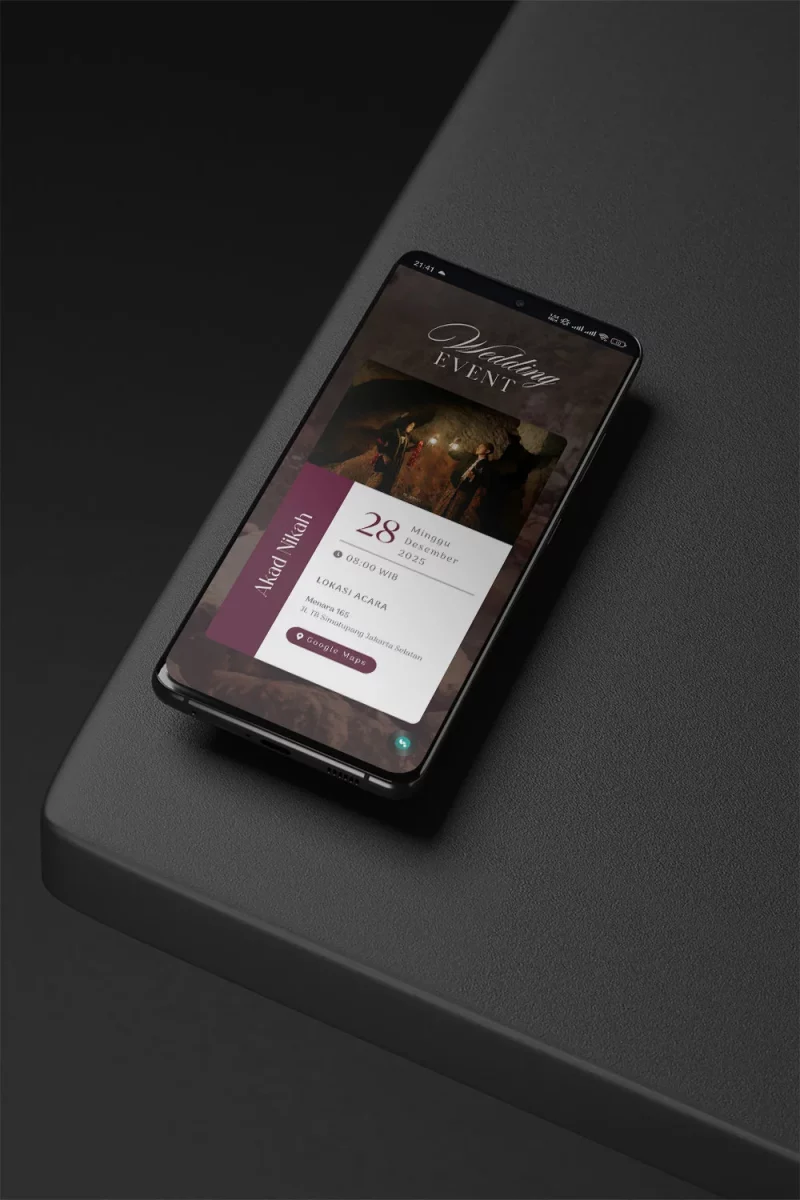 21:41
Wedding
EVENT
Akad Nikah
28
Minggu
Desember
2025
08:00 WIB
LOKASI ACARA
Menara 165
Jl. TB Simatupang Jakarta Selatan
Google Maps